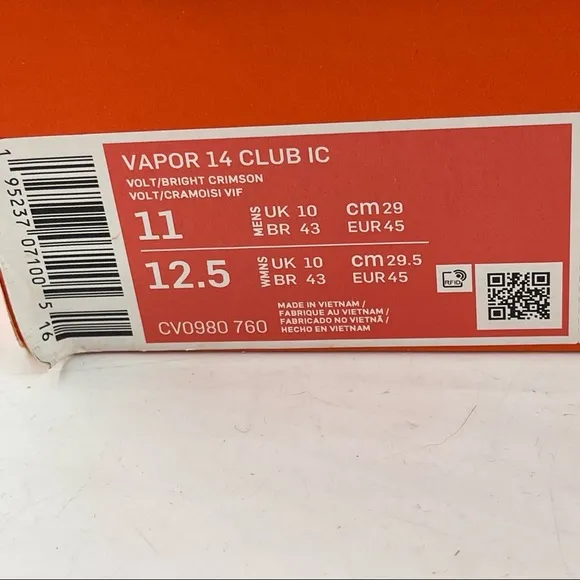 VAPOR 14 CLUB IC
VOLT/BRIGHT CRIMSON
VOLT/CRAMOISI VIF
11 MENS UK 10 cm 29
BR 43 EUR 45
12.5 WMNS UK 10 cm 29.5
BR 43 EUR 45
RFID
CV0980 760
MADE IN VIETNAM /
FABRIQUE AU VIETNAM /
FABRICADO NO VIETNÃ /
HECHO EN VIETNAM
1 95237 07100 5 16